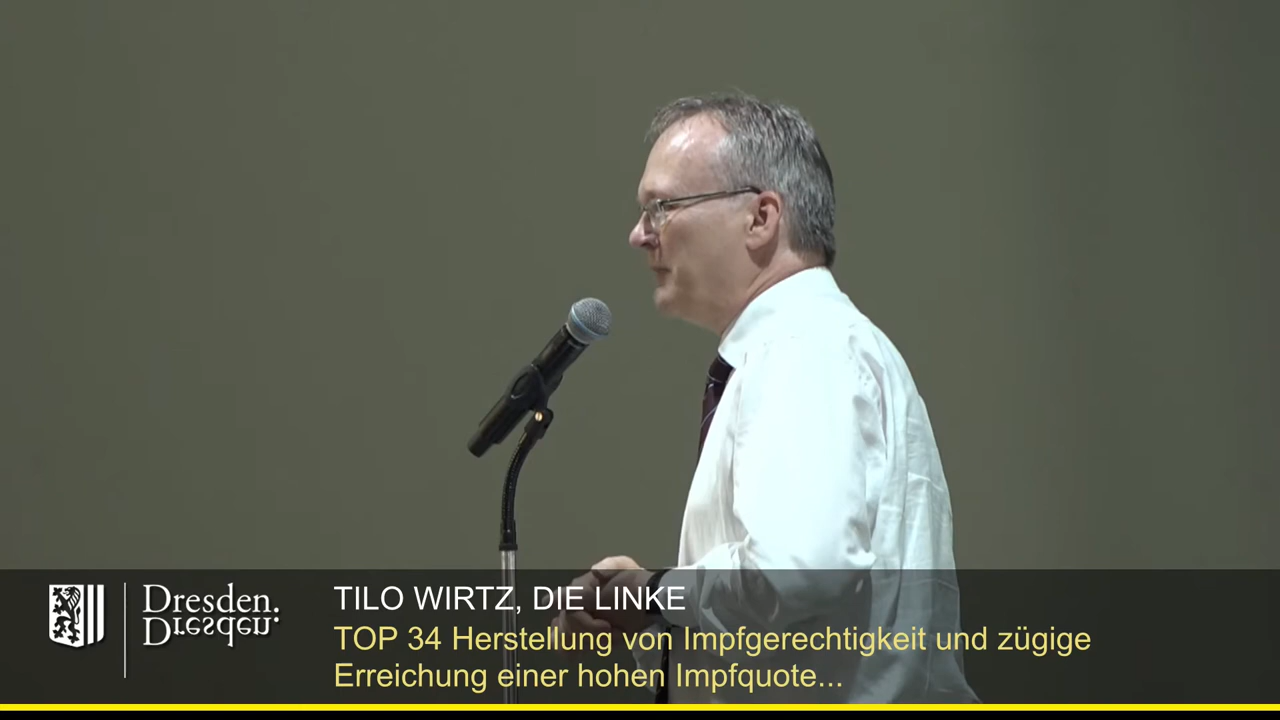 Dresden.
Dresden.
TILO WIRTZ, DIE LINKE
TOP 34 Herstellung von Impfgerechtigkeit und zügige
Erreichung einer hohen Impfquote...